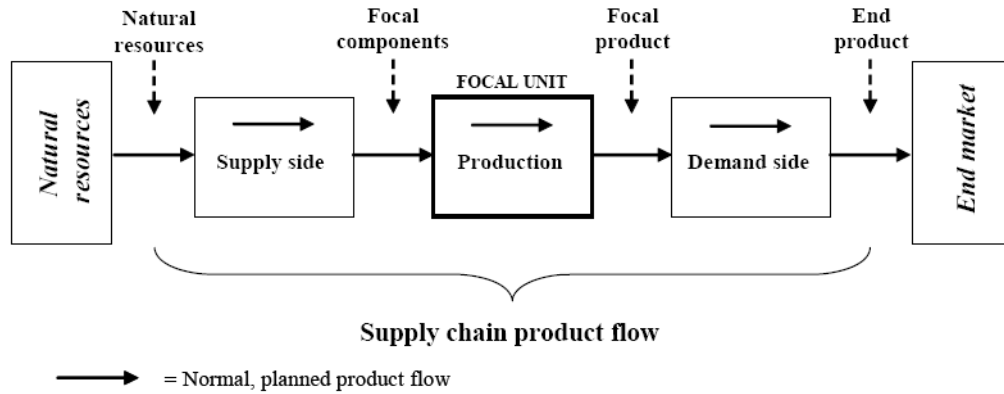 Natural
resources
Focal
components
Focal
product
End
product
FOCAL UNIT
Natural
resources
Supply side
Production
Demand side
End market
Supply chain product flow
= Normal, planned product flow